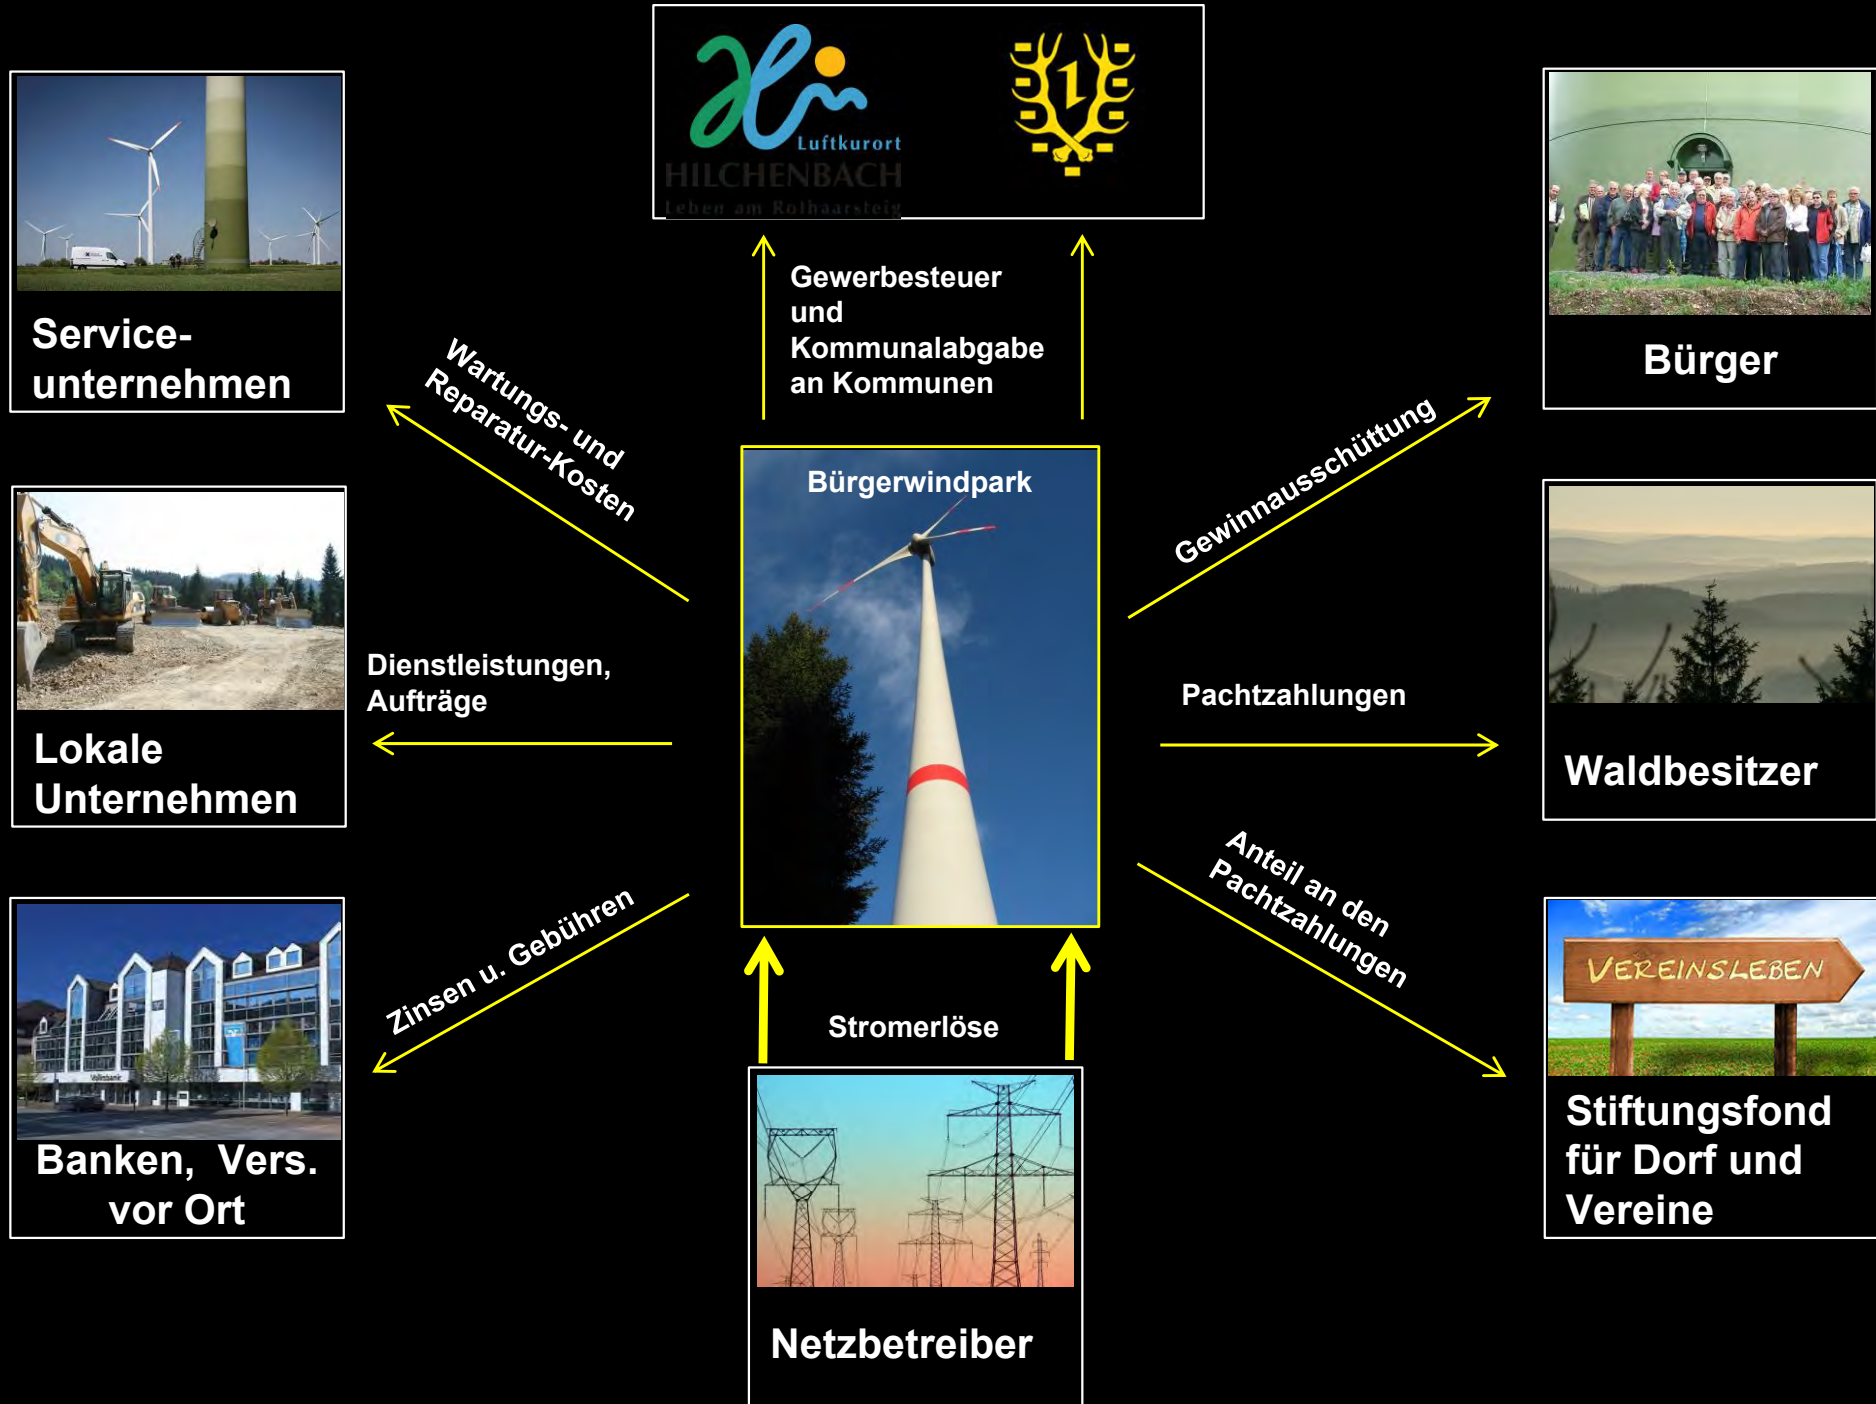 Luftkurort
HILCHENBACH
Leben am Rothaarsteig
Service-
unternehmen
Gewerbesteuer
und
Kommunalabgabe
an Kommunen
Bürger
Wartungs- und
Reparatur-Kosten
Bürgerwindpark
Gewinnausschüttung
Dienstleistungen,
Aufträge
Pachtzahlungen
Lokale
Unternehmen
Waldbesitzer
Zinsen u. Gebühren
Anteil an den
Pachtzahlungen
VEREINSLEBEN
Stromerlöse
Volksbank
Banken, Vers.
vor Ort
Stiftungsfond
für Dorf und
Vereine
Netzbetreiber